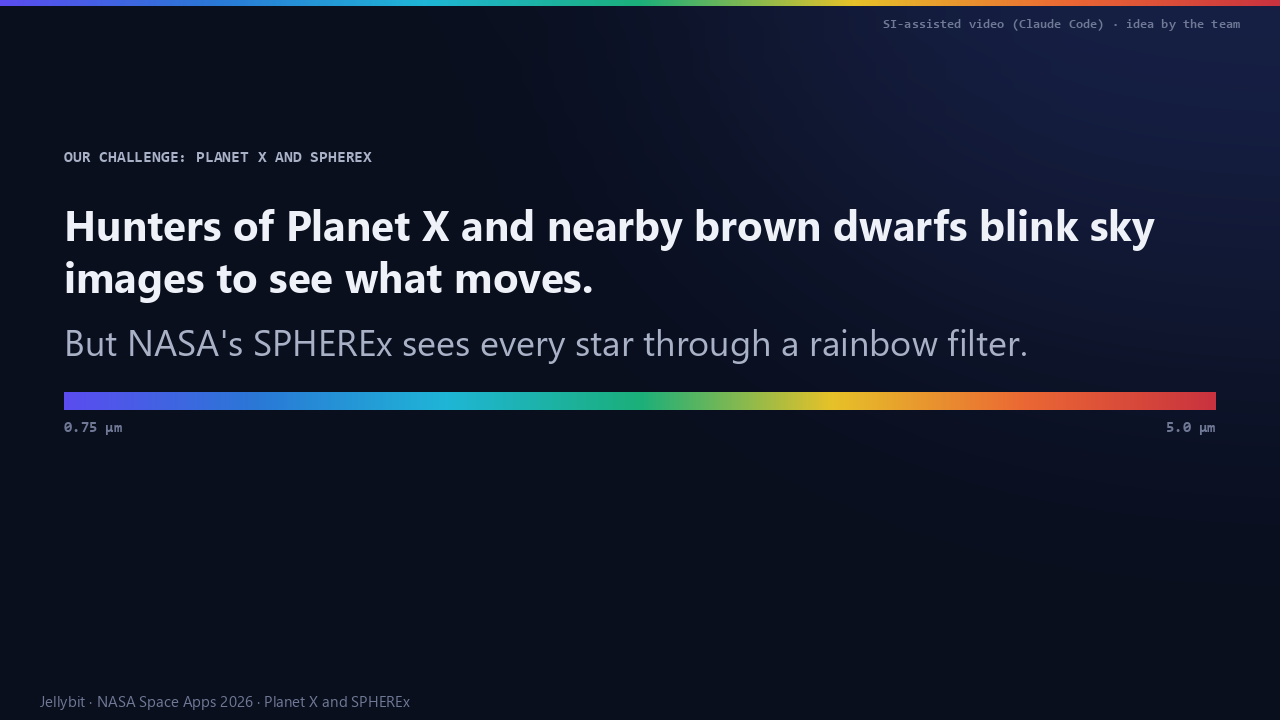 SI-assisted video (Claude Code) · idea by the team
OUR CHALLENGE: PLANET X AND SPHEREX
Hunters of Planet X and nearby brown dwarfs blink sky
images to see what moves.
But NASA's SPHEREx sees every star through a rainbow filter.
0.75 µm
5.0 µm
Jellybit · NASA Space Apps 2026 · Planet X and SPHEREx